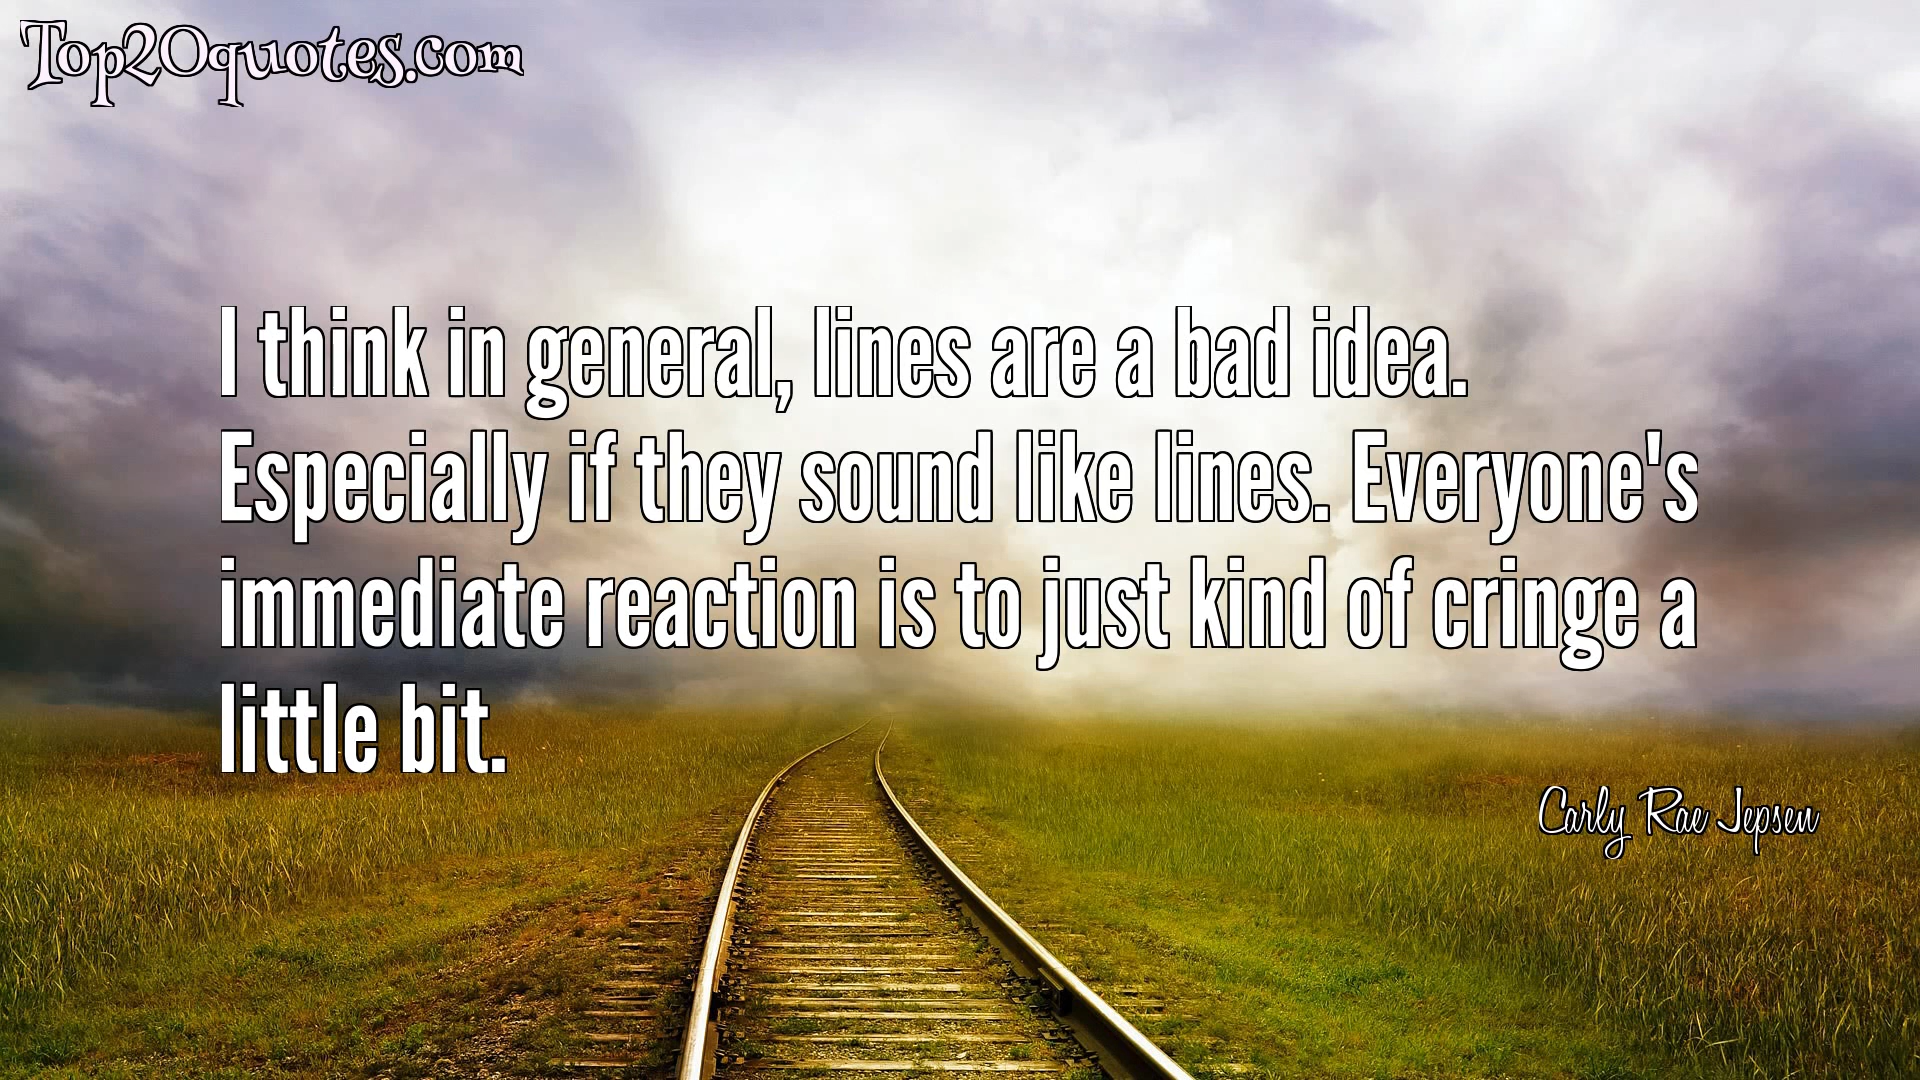 Top20quotes.com
I think in general, lines are a bad idea.
Especially if they sound like lines. Everyone's
immediate reaction is to just kind of cringe a
little bit.
Carly Rae Jepsen